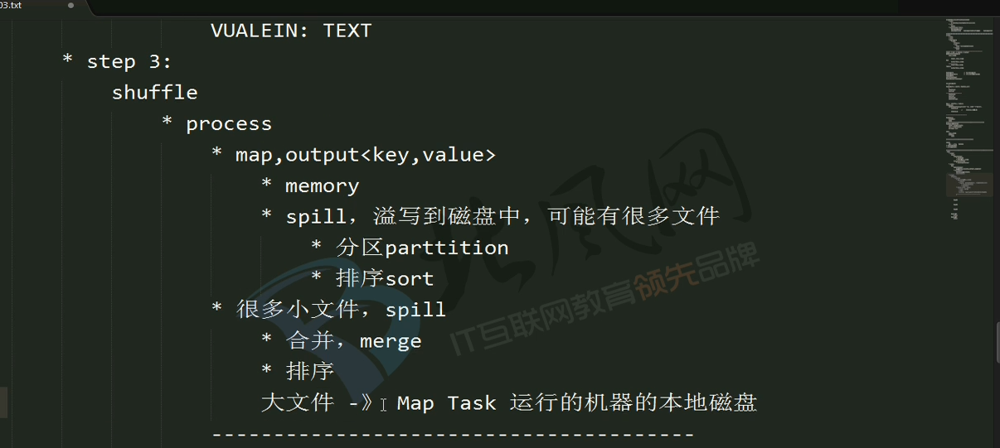 03.txt
VUALEIN: TEXT
* step 3:
shuffle
* process
* map,output<key,value>
* memory
* spill，溢写到磁盘中，可能有很多文件
* 分区parttition
* 排序sort
* 很多小文件，spill
* 合并，merge
* 排序
大文件 -》 Map Task 运行的机器的本地磁盘
---------------------------------------
北风网
IT互联网教育领先品牌